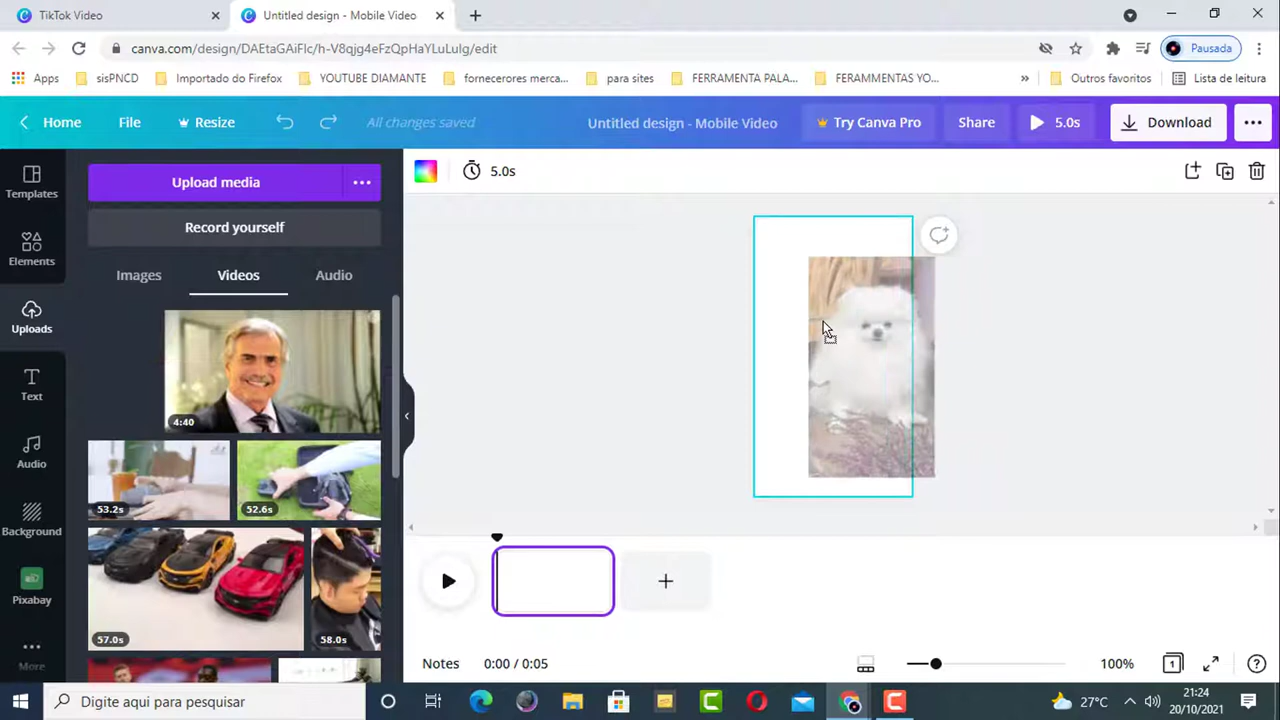 TikTok Video
Untitled design - Mobile Video
canva.com/design/DAEtaGAiFlc/h-V8qjg4eFzQpHaYLuLulg/edit
Pausada
Apps
sisPNCD
Importado do Firefox
YOUTUBE DIAMANTE
fornecerores merca...
para sites
FERRAMENTA PALA...
FERAMMENTAS YO...
»
Outros favoritos
Lista de leitura
Home
File
Resize
All changes saved
Untitled design - Mobile Video
Try Canva Pro
Share
5.0s
Download
Templates
Elements
Uploads
Text
Audio
Background
Pixabay
More
Upload media
Record yourself
Images
Videos
Audio
4:40
53.2s
52.6s
57.0s
58.0s
5.0s
Notes
0:00 / 0:05
100%
1
Digite aqui para pesquisar
27°C
21:24
20/10/2021